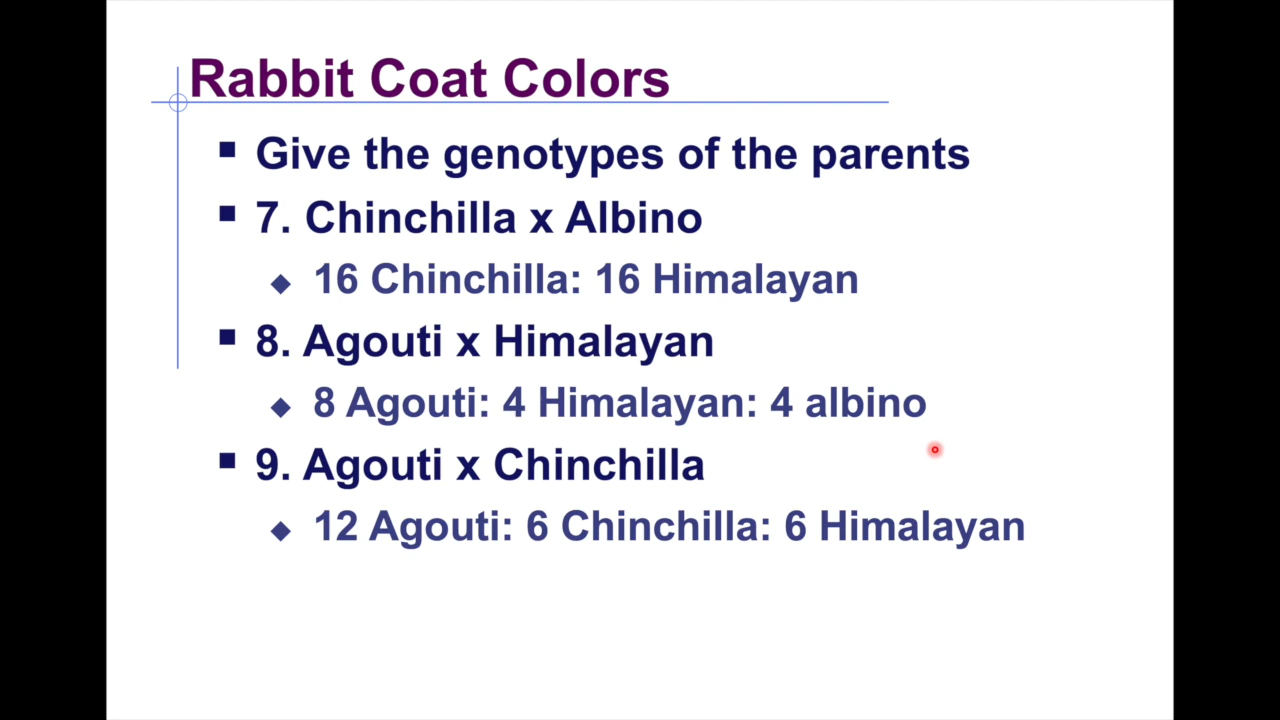 Rabbit Coat Colors
Give the genotypes of the parents
7. Chinchilla x Albino
16 Chinchilla: 16 Himalayan
8. Agouti x Himalayan
8 Agouti: 4 Himalayan: 4 albino
9. Agouti x Chinchilla
12 Agouti: 6 Chinchilla: 6 Himalayan